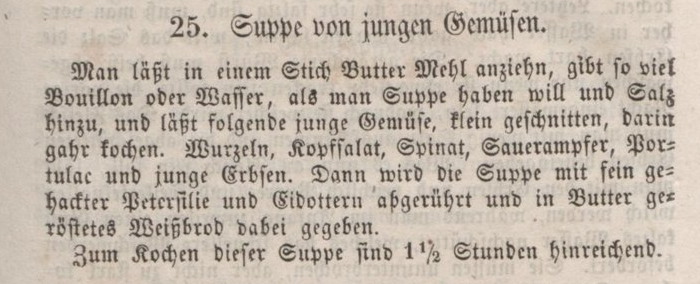 25. Suppe von jungen Gemüsen.
Man läßt in einem Stich Butter Mehl anziehn, gibt so viel
Bouillon oder Wasser, als man Suppe haben will und Salz
hinzu, und läßt folgende junge Gemüse, klein geschnitten, darin
gahr kochen. Wurzeln, Kopfsalat, Spinat, Sauerampfer, Por-
tulac und junge Erbsen. Dann wird die Suppe mit fein ge-
hackter Petersilie und Eidottern abgerührt und in Butter ge-
röstetes Weißbrod dabei gegeben.
Zum Kochen dieser Suppe sind 1½ Stunden hinreichend.